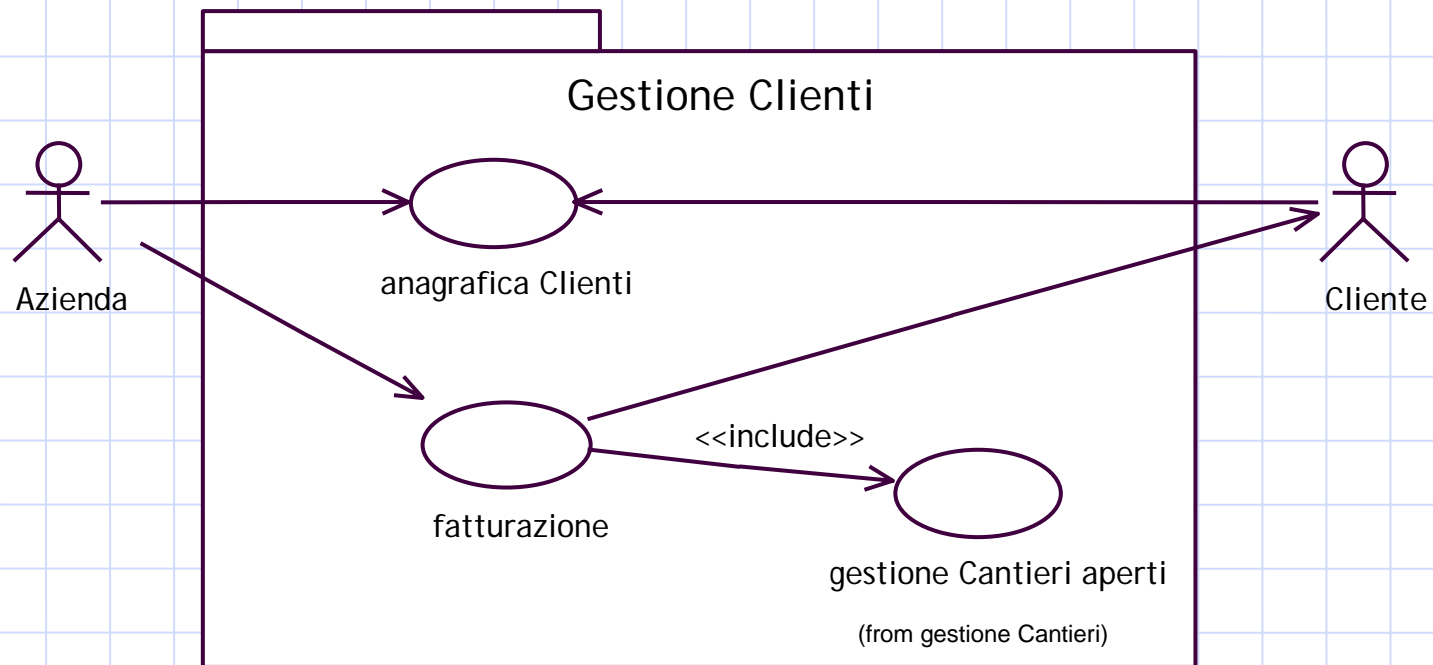 Gestione Clienti
anagrafica Clienti
Azienda
Cliente
<<include>>
fatturazione
gestione Cantieri aperti
(from gestione Cantieri)